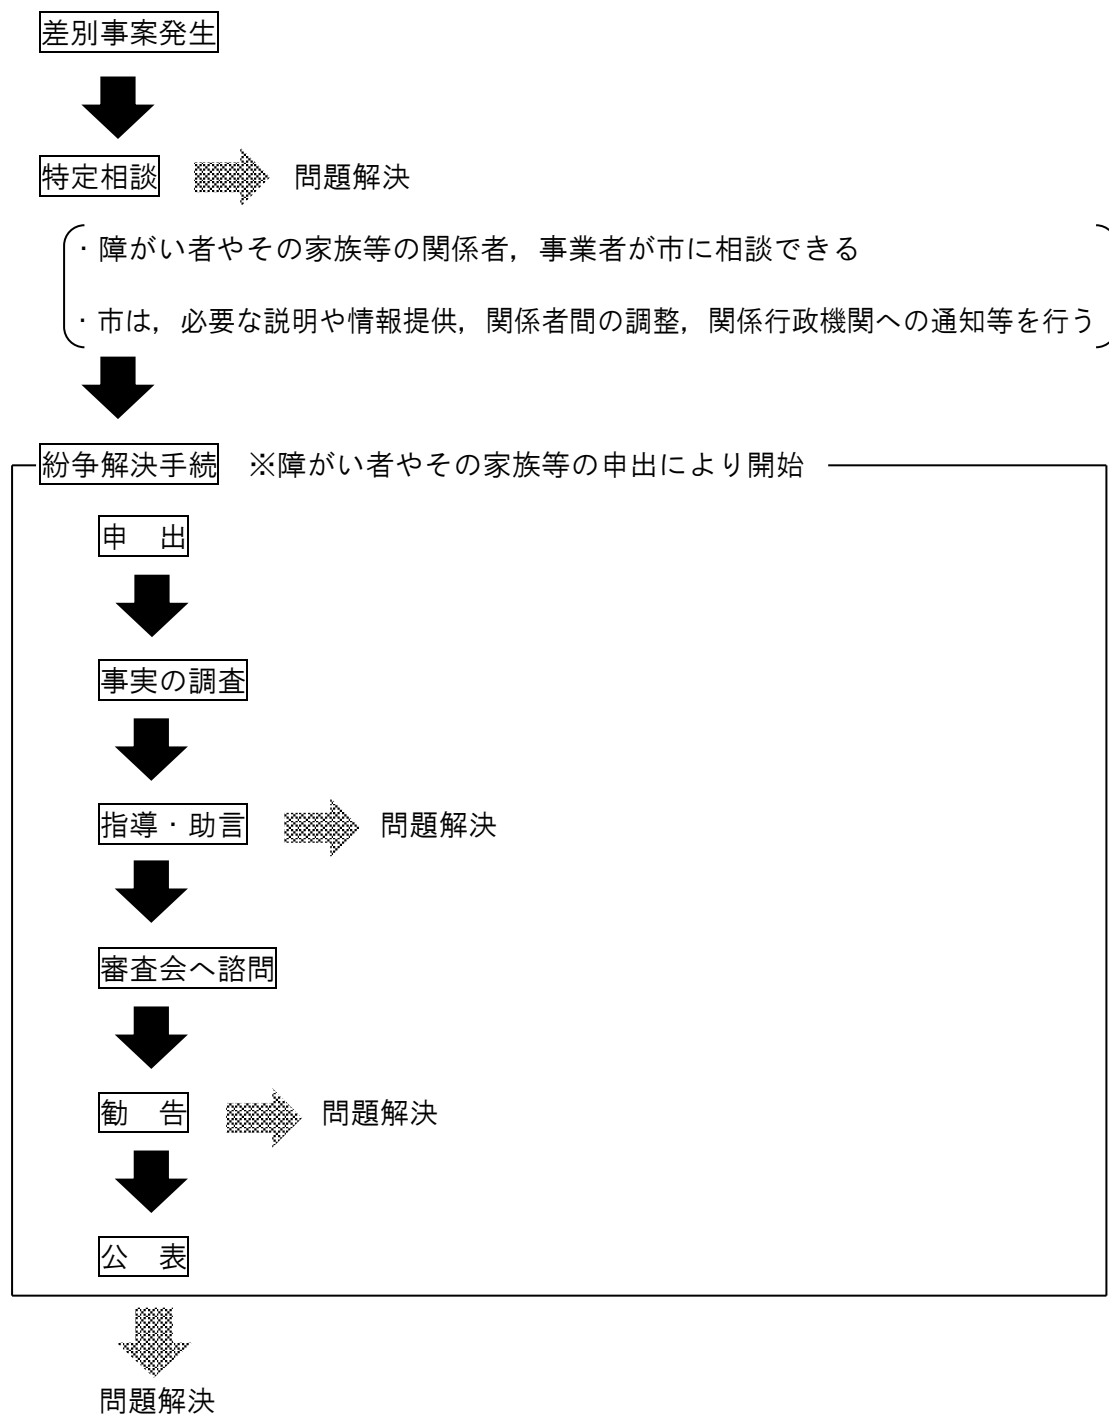 差別事案発生
特定相談 問題解決
・障がい者やその家族等の関係者，事業者が市に相談できる
・市は，必要な説明や情報提供，関係者間の調整，関係行政機関への通知等を行う
紛争解決手続 ※障がい者やその家族等の申出により開始
申　出
事実の調査
指導・助言 問題解決
審査会へ諮問
勧　告 問題解決
公　表
問題解決